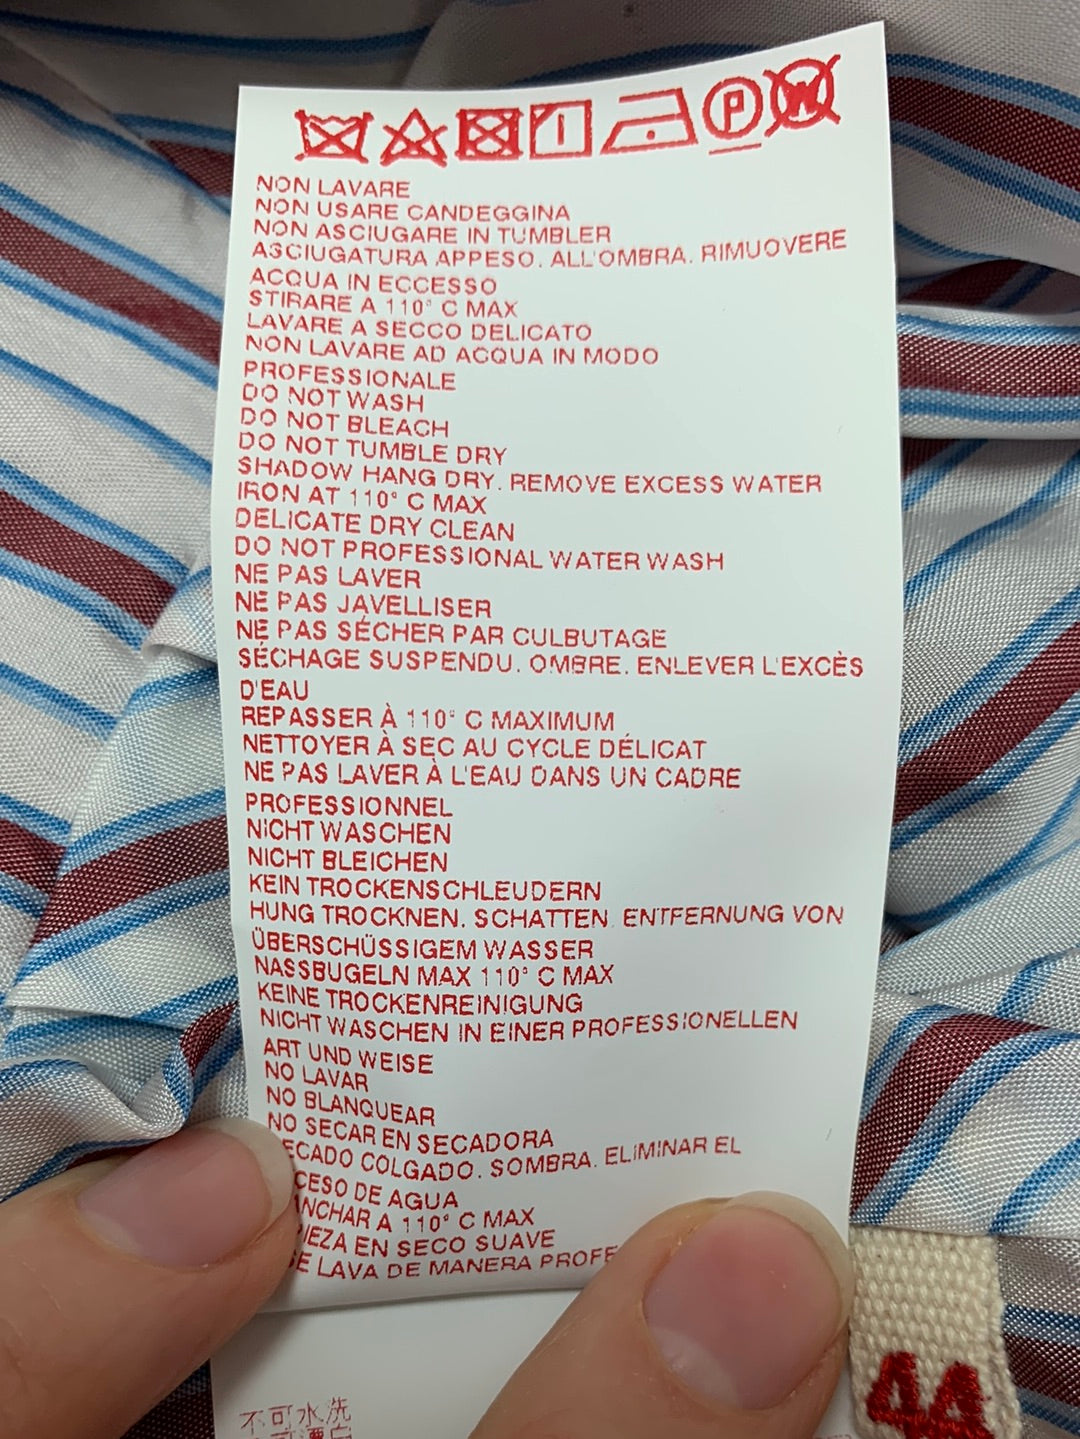 P
W
NON LAVARE
NON USARE CANDEGGINA
NON ASCIUGARE IN TUMBLER
ASCIUGATURA APPESO. ALL'OMBRA. RIMUOVERE
ACQUA IN ECCESSO
STIRARE A 110° C MAX
LAVARE A SECCO DELICATO
NON LAVARE AD ACQUA IN MODO
PROFESSIONALE
DO NOT WASH
DO NOT BLEACH
DO NOT TUMBLE DRY
SHADOW HANG DRY. REMOVE EXCESS WATER
IRON AT 110° C MAX
DELICATE DRY CLEAN
DO NOT PROFESSIONAL WATER WASH
NE PAS LAVER
NE PAS JAVELLISER
NE PAS SÉCHER PAR CULBUTAGE
SÉCHAGE SUSPENDU. OMBRE. ENLEVER L'EXCÈS
D'EAU
REPASSER À 110° C MAXIMUM
NETTOYER À SEC AU CYCLE DÉLICAT
NE PAS LAVER À L'EAU DANS UN CADRE
PROFESSIONNEL
NICHT WASCHEN
NICHT BLEICHEN
KEIN TROCKENSCHLEUDERN
HUNG TROCKNEN. SCHATTEN. ENTFERNUNG VON
ÜBERSCHÜSSIGEM WASSER
NASSBUGELN MAX 110° C MAX
KEINE TROCKENREINIGUNG
NICHT WASCHEN IN EINER PROFESSIONELLEN
ART UND WEISE
NO LAVAR
NO BLANQUEAR
NO SECAR EN SECADORA
ECADO COLGADO. SOMBRA. ELIMINAR EL
CESO DE AGUA
NCHAR A 110° C MAX
IEZA EN SECO SUAVE
E LAVA DE MANERA PROFE
不可水洗
44